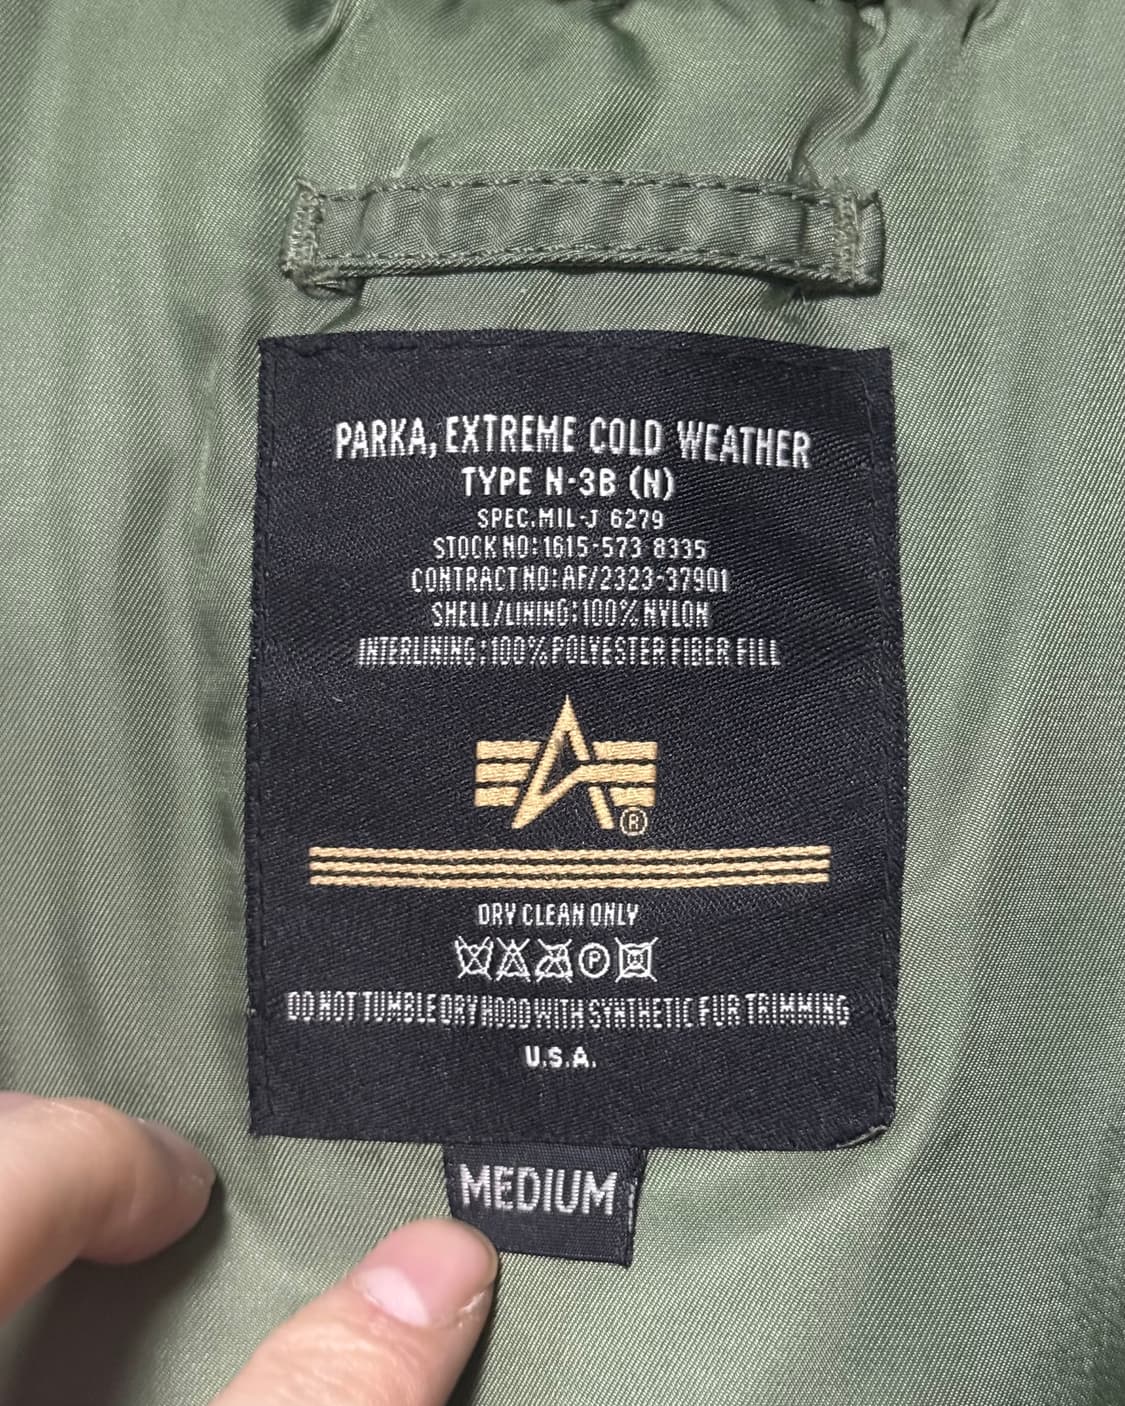 PARKA, EXTREME COLD WEATHER
TYPE N-3B (N)
SPEC.MIL-J 6279
STOCK NO:1615-573 8335
CONTRACT NO:AF/2323-37901
SHELL/LINING:100% NYLON
INTERLINING:100% POLYESTER FIBER FILL
®
DRY CLEAN ONLY
P
DO NOT TUMBLE DRY HOOD WITH SYNTHETIC FUR TRIMMING
U.S.A.
MEDIUM